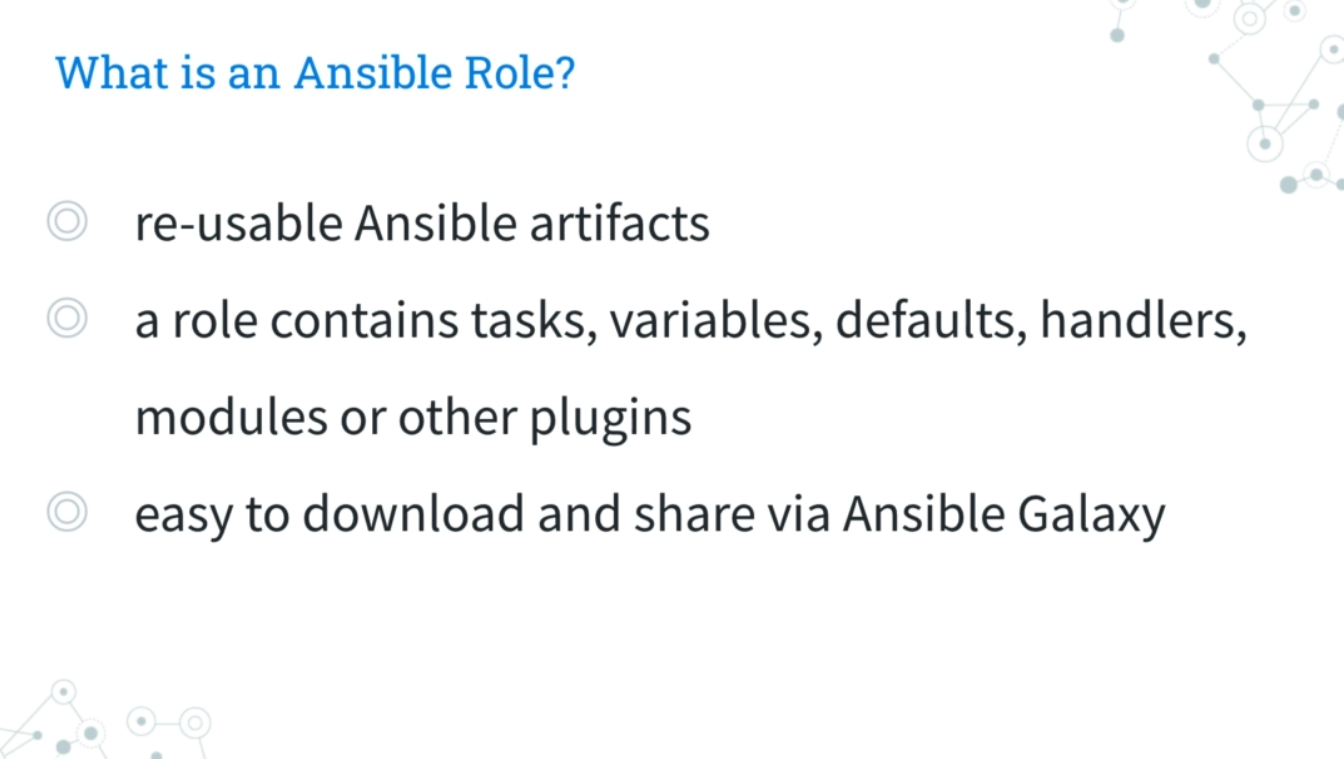 What is an Ansible Role?
re-usable Ansible artifacts
a role contains tasks, variables, defaults, handlers,
modules or other plugins
easy to download and share via Ansible Galaxy